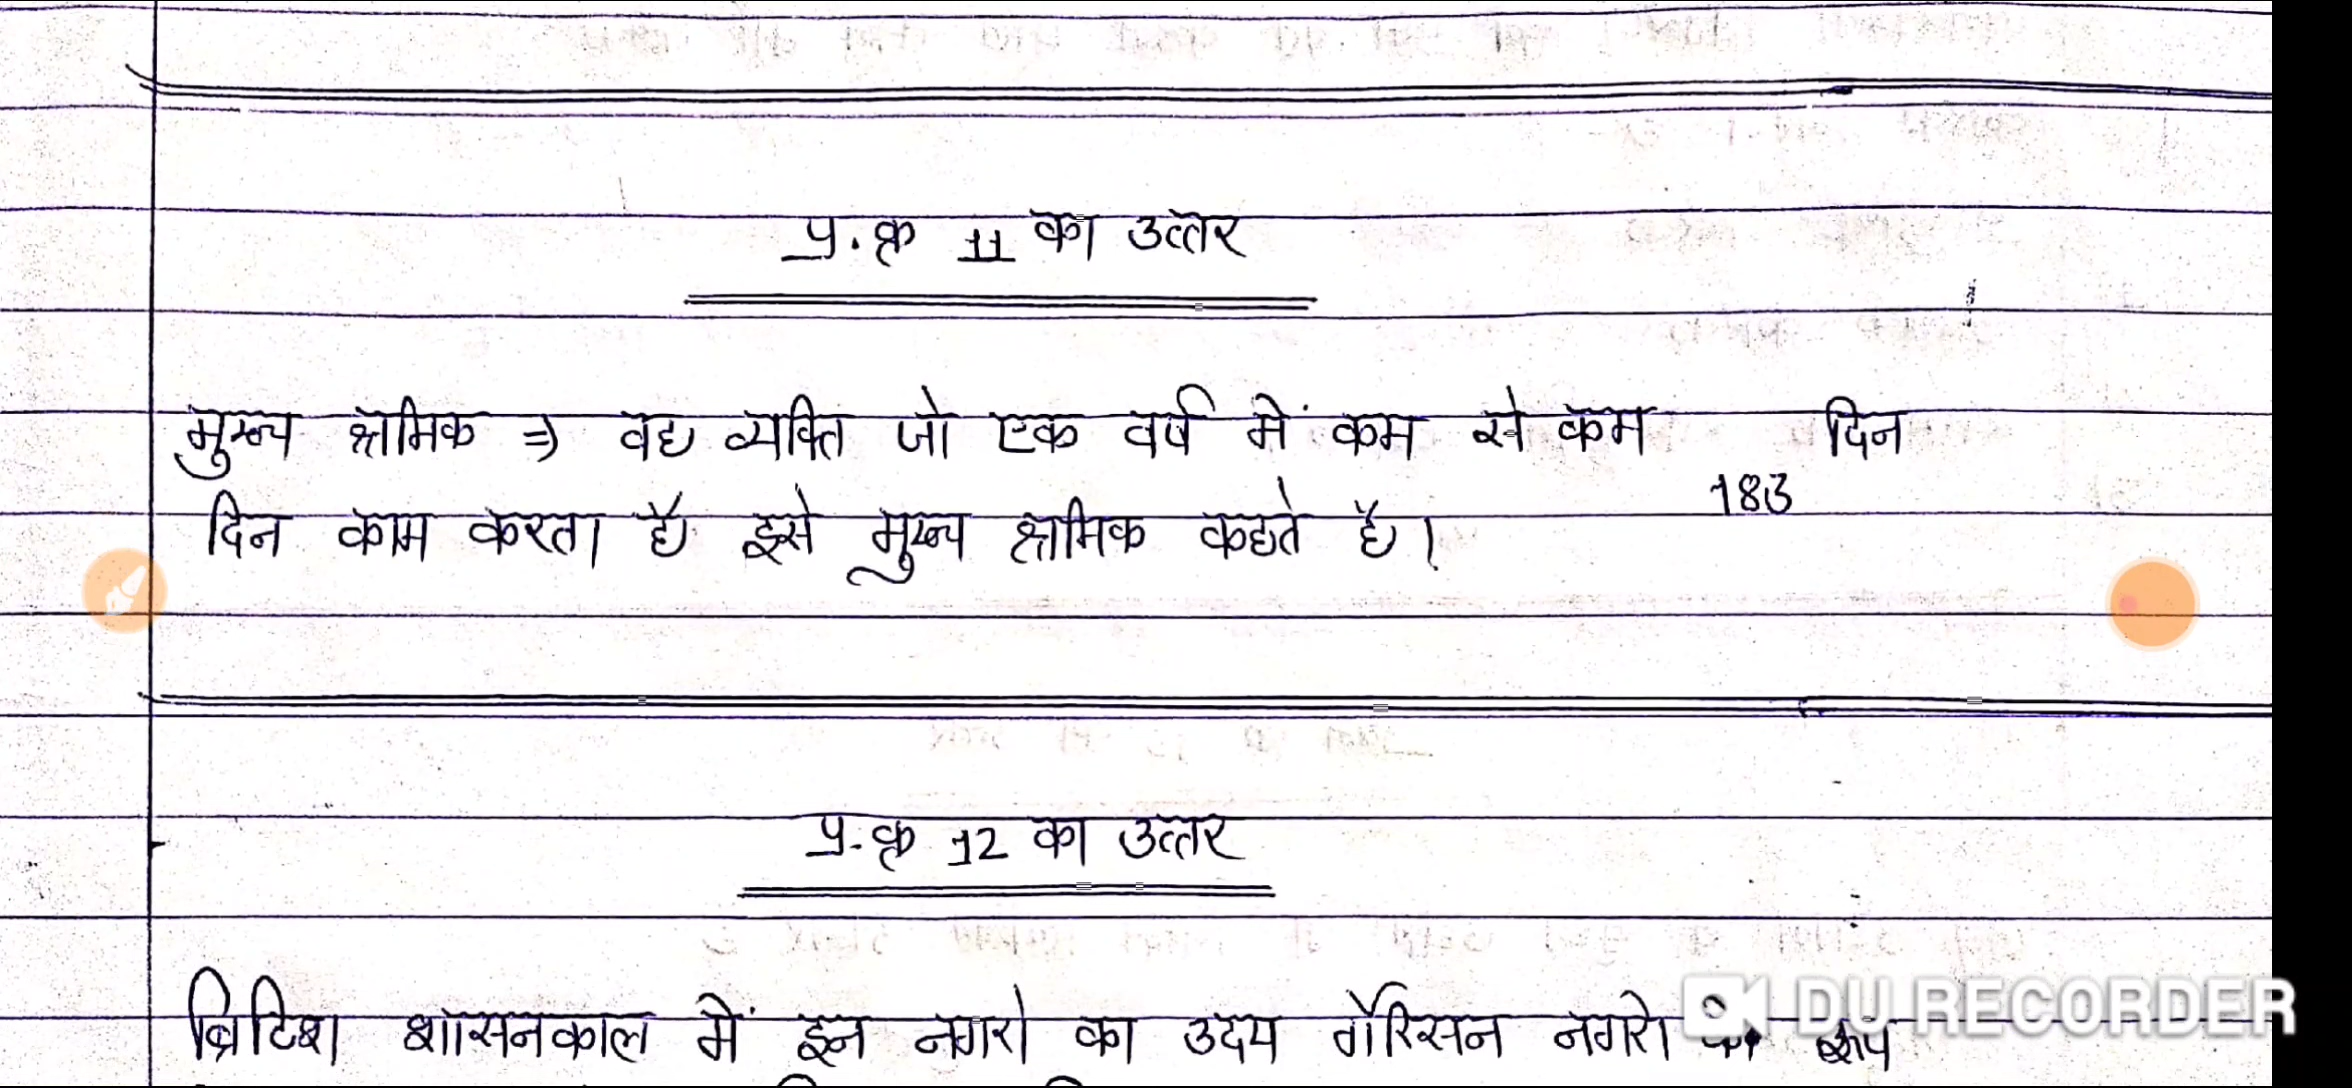 प्र. क्र 11 का उत्तर
मुख्य श्रमिक ⇒ वह व्यक्ति जो एक वर्ष में कम से कम 183 दिन
दिन काम करता है इसे मुख्य श्रमिक कहते है।
प्र. क्र 12 का उत्तर
ब्रिटिश शासनकाल में इन नगरो का उदय गैरिसन नगरो के रूप
DU RECORDER